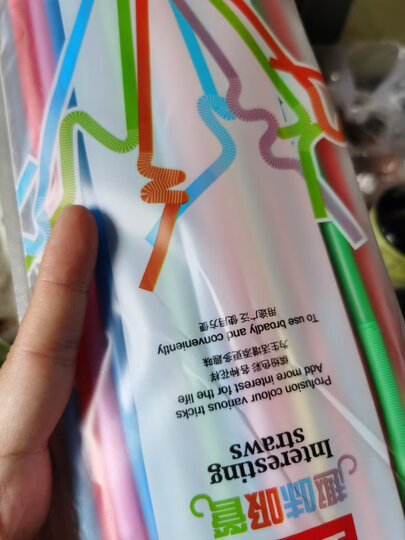 趣味吸管
Interesting
straws
Profusion colour various tricks
缤纷色彩各种花样
Add more interest for the life
为生活增添更多趣味
To use broadly and conveniently
用途广泛使用方便